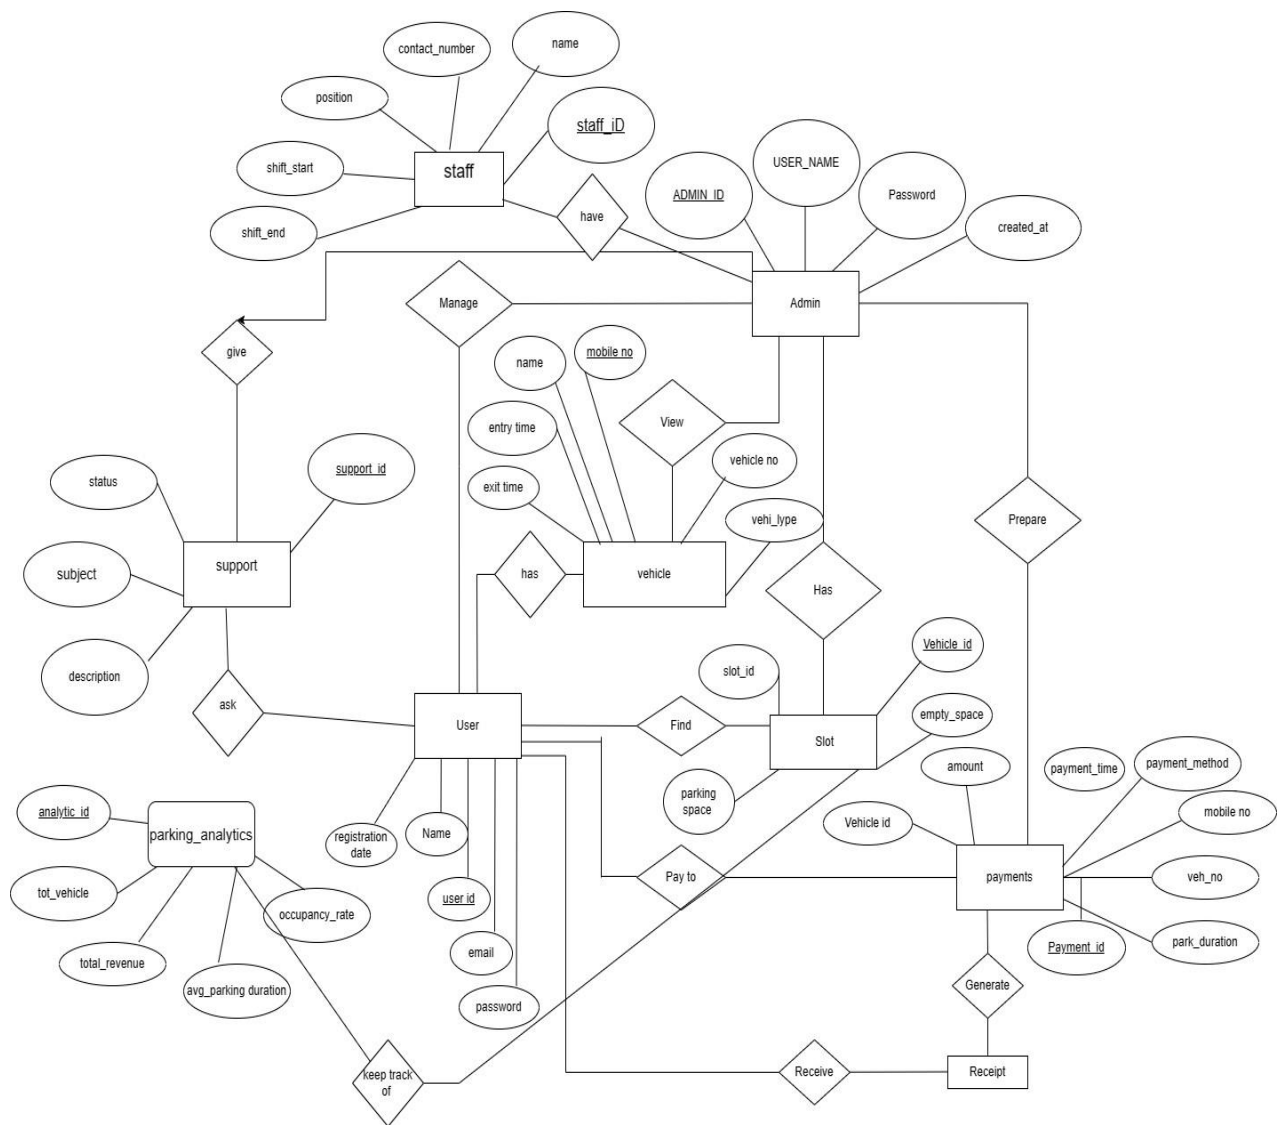 contact_number
name
position
staff_iD
staff
shift_start
shift_end
have
ADMIN_ID
USER_NAME
Password
created_at
Admin
Manage
give
name
mobile no
View
entry time
exit time
vehicle no
vehi_lype
vehicle
has
Has
Prepare
status
support_id
subject
support
description
ask
User
Find
slot_id
Vehicle_id
empty_space
Slot
parking
space
amount
payment_time
payment_method
mobile no
Vehicle id
payments
veh_no
Payment_id
park_duration
Pay to
registration
date
Name
user id
email
password
analytic_id
parking_analytics
tot_vehicle
occupancy_rate
total_revenue
avg_parking duration
keep track
of
Generate
Receive
Receipt